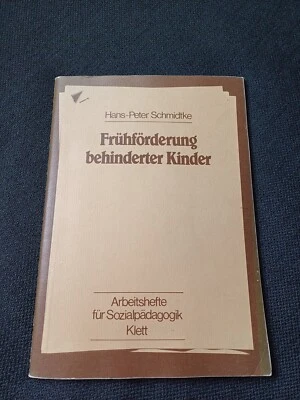 Hans-Peter Schmidtke
Frühförderung
behinderter Kinder
Arbeitshefte
für Sozialpädagogik
Klett